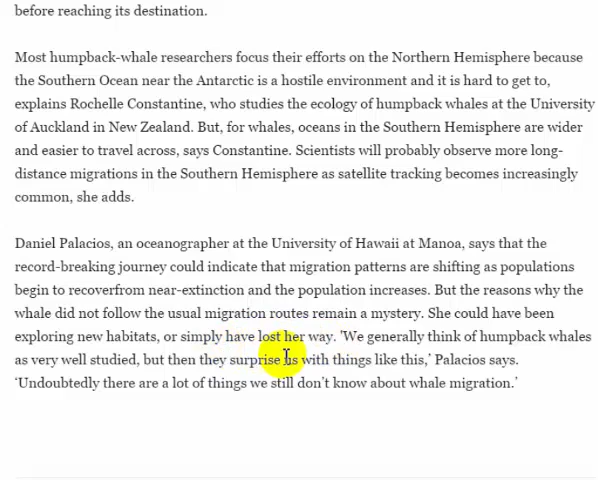 before reaching its destination.
Most humpback-whale researchers focus their efforts on the Northern Hemisphere because
the Southern Ocean near the Antarctic is a hostile environment and it is hard to get to,
explains Rochelle Constantine, who studies the ecology of humpback whales at the University
of Auckland in New Zealand. But, for whales, oceans in the Southern Hemisphere are wider
and easier to travel across, says Constantine. Scientists will probably observe more long-
distance migrations in the Southern Hemisphere as satellite tracking becomes increasingly
common, she adds.
Daniel Palacios, an oceanographer at the University of Hawaii at Manoa, says that the
record-breaking journey could indicate that migration patterns are shifting as populations
begin to recoverfrom near-extinction and the population increases. But the reasons why the
whale did not follow the usual migration routes remain a mystery. She could have been
exploring new habitats, or simply have lost her way. 'We generally think of humpback whales
as very well studied, but then they surprise us with things like this,' Palacios says.
'Undoubtedly there are a lot of things we still don't know about whale migration.'